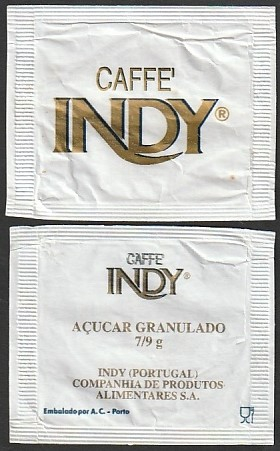 CAFFE'
INDY®
CAFFE'
INDY®
AÇUCAR GRANULADO
7/9 g
INDY (PORTUGAL)
COMPANHIA DE PRODUTOS
ALIMENTARES S.A.
Embalado por A.C. - Porto